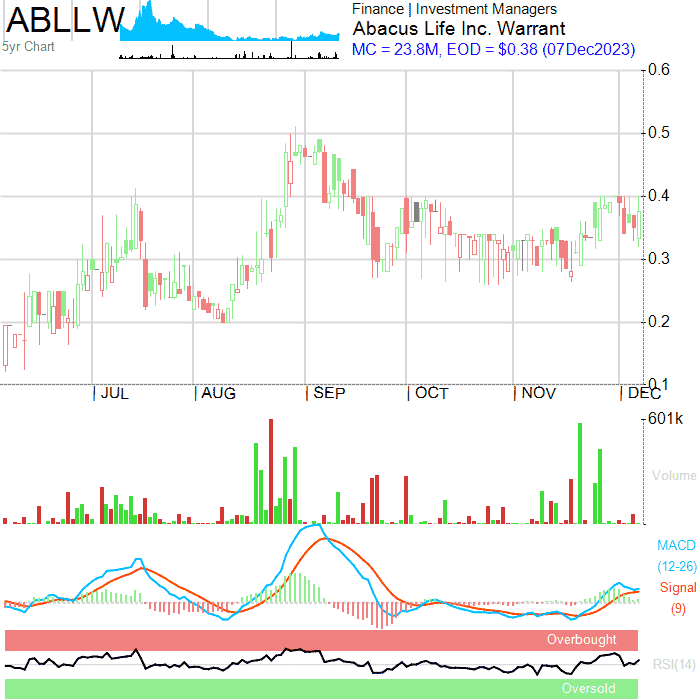 ABLLW
5yr Chart
Finance | Investment Managers
Abacus Life Inc. Warrant
MC = 23.8M, EOD = $0.38 (07Dec2023)
0.6
0.5
0.4
0.3
0.2
0.1
JUL AUG SEP OCT NOV DEC
601k
Volume
MACD
(12-26)
Signal
(9)
Overbought
RSI(14)
Oversold